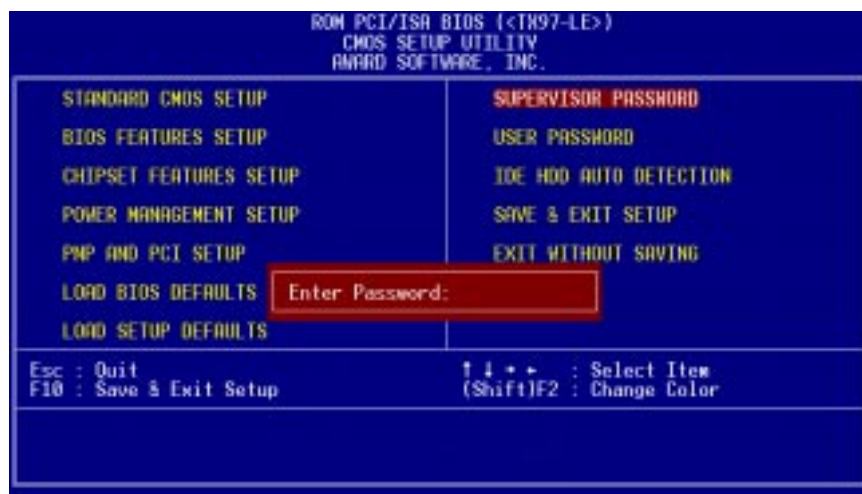 ROM PCI/ISA BIOS (<TX97-LE>)
CMOS SETUP UTILITY
AWARD SOFTWARE, INC.
STANDARD CMOS SETUP
BIOS FEATURES SETUP
CHIPSET FEATURES SETUP
POWER MANAGEMENT SETUP
PNP AND PCI SETUP
LOAD BIOS DEFAULTS
LOAD SETUP DEFAULTS
SUPERVISOR PASSWORD
USER PASSWORD
IDE HDD AUTO DETECTION
SAVE & EXIT SETUP
EXIT WITHOUT SAVING
Enter Password:
Esc : Quit
F10 : Save & Exit Setup
↑ ↓ → ← : Select Item
(Shift)F2 : Change Color